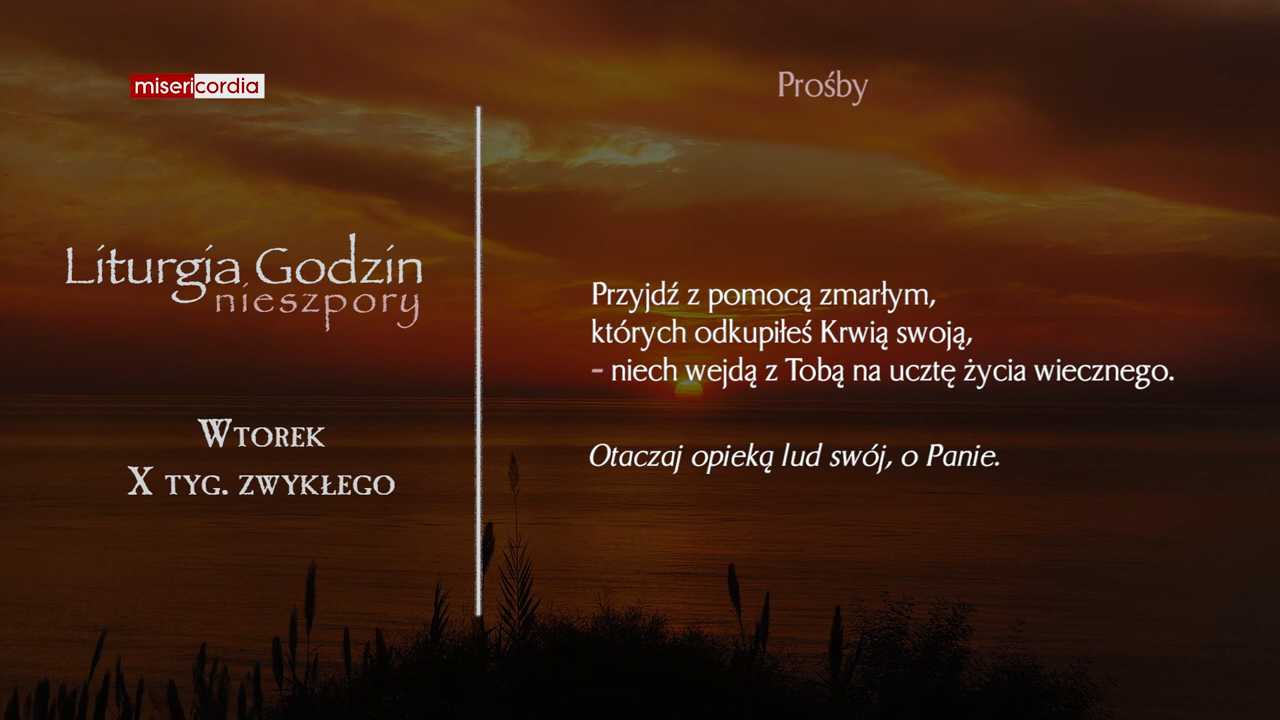 misericordia
Prośby
Liturgia Godzin
nieszpory
Wtorek
X tyg. zwykłego
Przyjdź z pomocą zmarłym,
których odkupiłeś Krwią swoją,
– niech wejdą z Tobą na ucztę życia wiecznego.
Otaczaj opieką lud swój, o Panie.